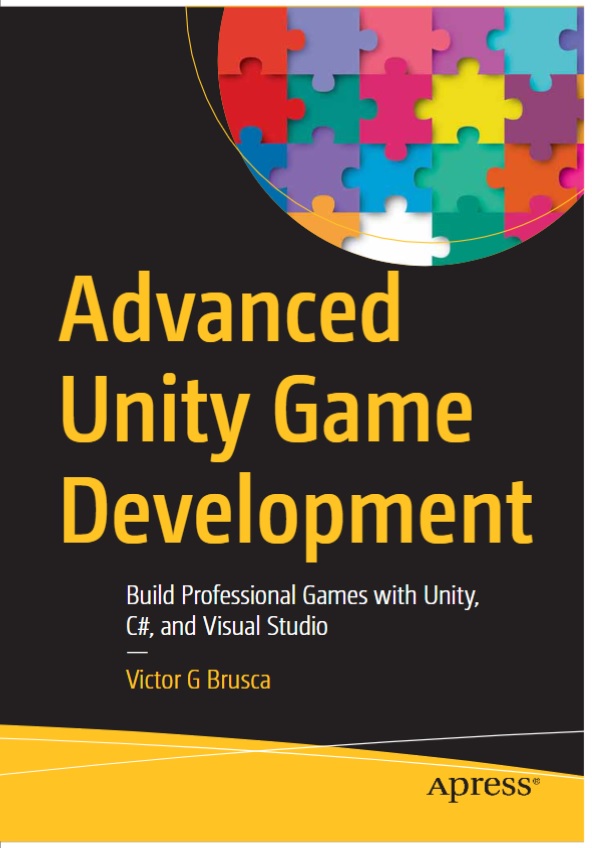 Advanced
Unity Game
Development
Build Professional Games with Unity,
C#, and Visual Studio
Victor G Brusca
Apress®